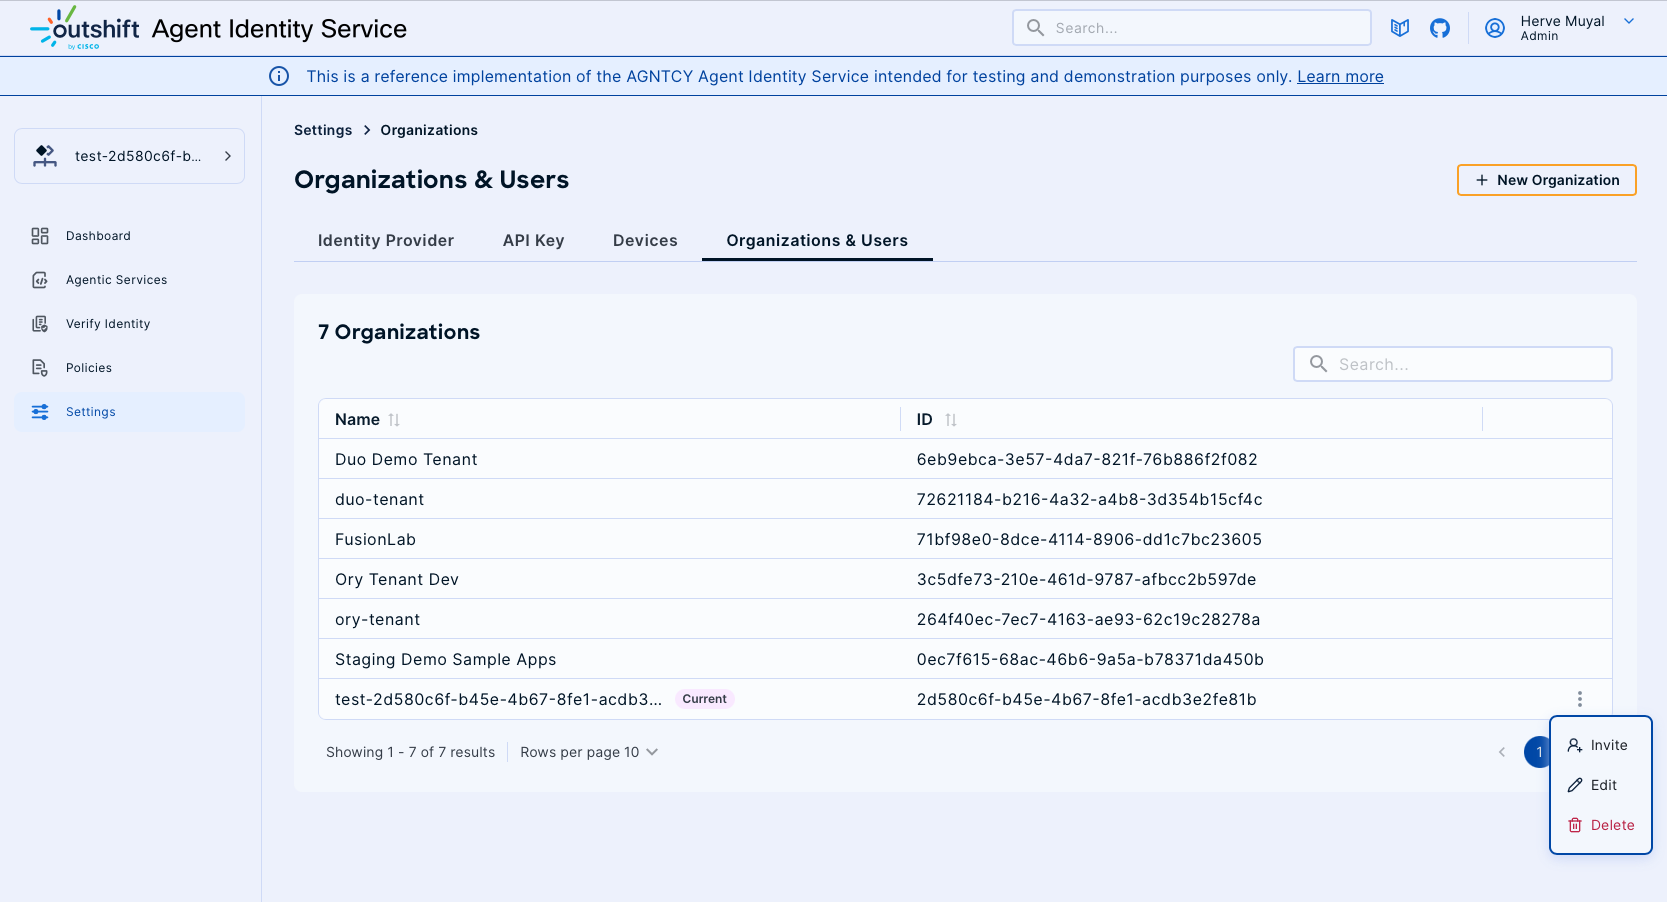 outshift
by CISCO
Agent Identity Service
Search...
Herve Muyal
Admin
This is a reference implementation of the AGNTCY Agent Identity Service intended for testing and demonstration purposes only. Learn more
test-2d580c6f-b...
Dashboard
Agentic Services
Verify Identity
Policies
Settings
Settings > Organizations
Organizations & Users
+ New Organization
Identity Provider API Key Devices Organizations & Users
7 Organizations
Search...
Name ID
Duo Demo Tenant 6eb9ebca-3e57-4da7-821f-76b886f2f082
duo-tenant 72621184-b216-4a32-a4b8-3d354b15cf4c
FusionLab 71bf98e0-8dce-4114-8906-dd1c7bc23605
Ory Tenant Dev 3c5dfe73-210e-461d-9787-afbcc2b597de
ory-tenant 264f40ec-7ec7-4163-ae93-62c19c28278a
Staging Demo Sample Apps 0ec7f615-68ac-46b6-9a5a-b78371da450b
test-2d580c6f-b45e-4b67-8fe1-acdb3... Current 2d580c6f-b45e-4b67-8fe1-acdb3e2fe81b
Showing 1 - 7 of 7 results Rows per page 10
1
Invite
Edit
Delete